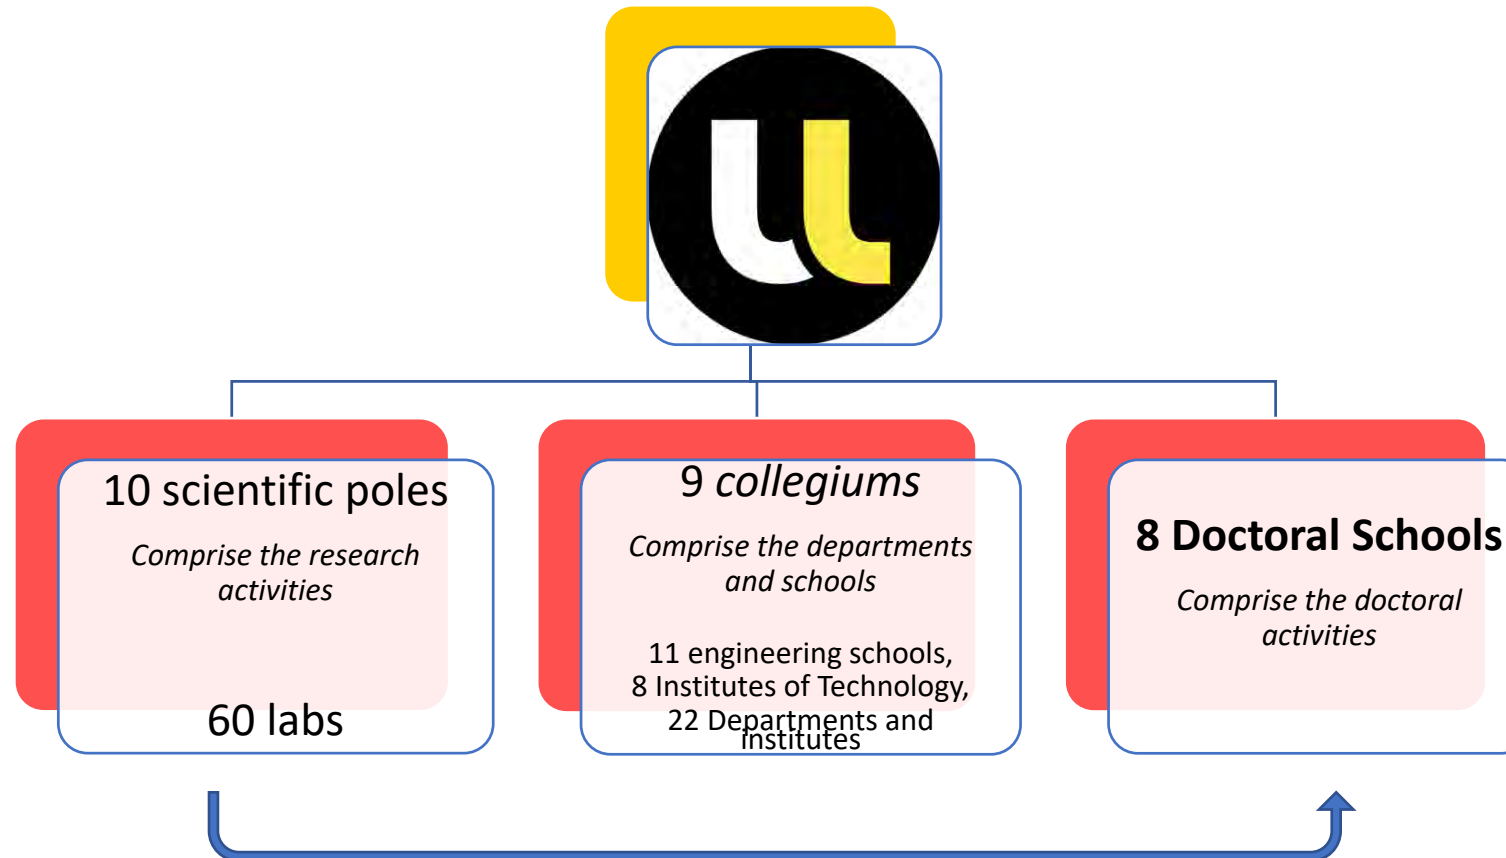 UL
10 scientific poles
Comprise the research
activities
60 labs
9 collegiums
Comprise the departments
and schools
11 engineering schools,
8 Institutes of Technology,
22 Departments and
institutes
8 Doctoral Schools
Comprise the doctoral
activities